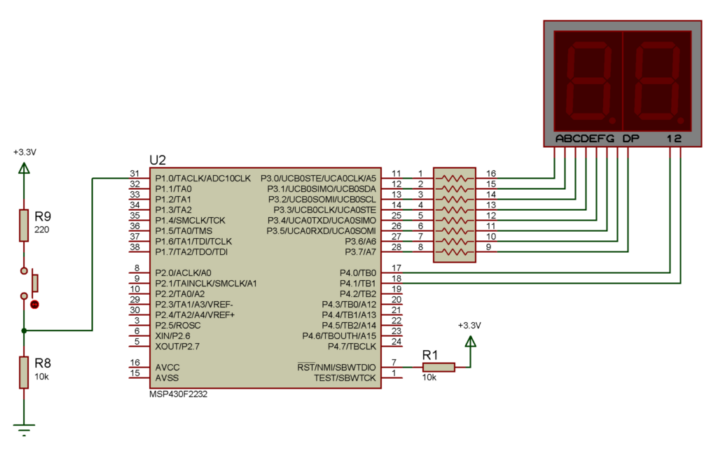 ABCDEFG DP 12
+3.3V
R9
220
R8
10k
U2
31 P1.0/TACLK/ADC10CLK P3.0/UCB0STE/UCA0CLK/A5 11 1 16
32 P1.1/TA0 P3.1/UCB0SIMO/UCB0SDA 12 2 15
33 P1.2/TA1 P3.2/UCB0SOMI/UCB0SCL 13 3 14
34 P1.3/TA2 P3.3/UCB0CLK/UCA0STE 14 4 13
35 P1.4/SMCLK/TCK P3.4/UCA0TXD/UCA0SIMO 25 5 12
36 P1.5/TA0/TMS P3.5/UCA0RXD/UCA0SOMI 26 6 11
37 P1.6/TA1/TDI/TCLK P3.6/A6 27 7 10
38 P1.7/TA2/TDO/TDI P3.7/A7 28 8 9
8 P2.0/ACLK/A0 P4.0/TB0 17
9 P2.1/TAINCLK/SMCLK/A1 P4.1/TB1 18
10 P2.2/TA0/A2 P4.2/TB2 19
29 P2.3/TA1/A3/VREF- P4.3/TB0/A12 20
30 P2.4/TA2/A4/VREF+ P4.4/TB1/A13 21
3 P2.5/ROSC P4.5/TB2/A14 22
6 XIN/P2.6 P4.6/TBOUTH/A15 23
5 XOUT/P2.7 P4.7/TBCLK 24
16 AVCC RST/NMI/SBWTDIO 7
15 AVSS TEST/SBWTCK 1
MSP430F2232
+3.3V
R1
10k